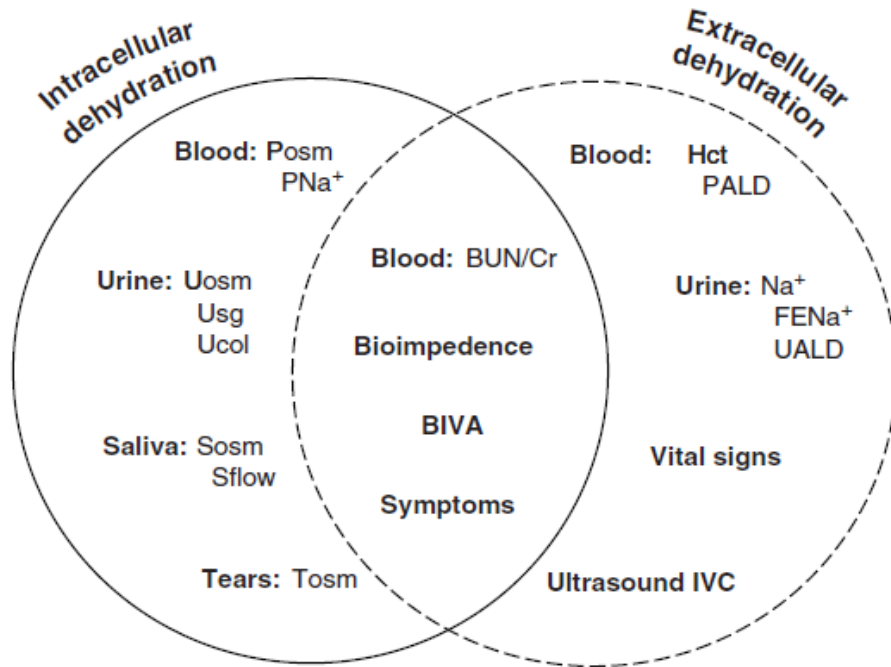 Intracellular
dehydration
Blood: Posm
PNa⁺
Urine: Uosm
Usg
Ucol
Saliva: Sosm
Sflow
Tears: Tosm
Blood: BUN/Cr
Bioimpedence
BIVA
Symptoms
Extracellular
dehydration
Blood: Hct
PALD
Urine: Na⁺
FENa⁺
UALD
Vital signs
Ultrasound IVC